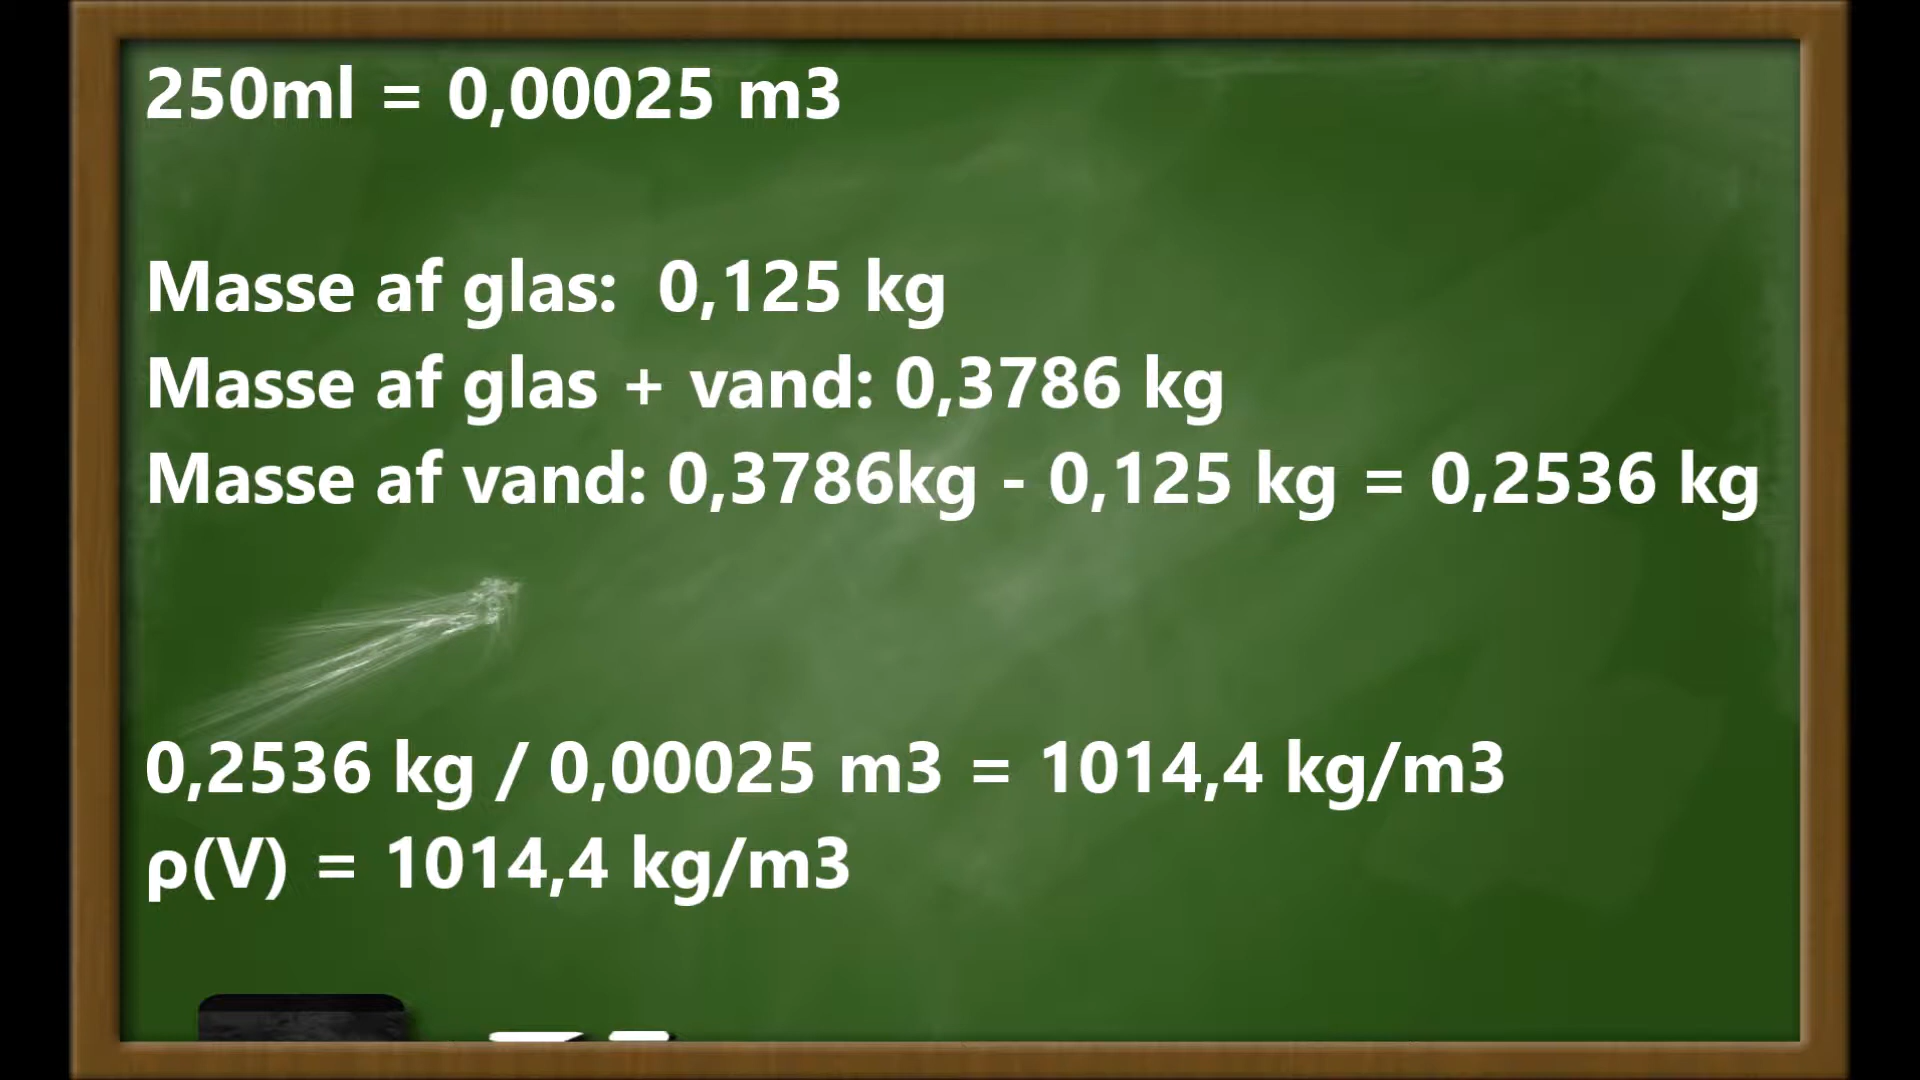 250ml = 0,00025 m3
Masse af glas: 0,125 kg
Masse af glas + vand: 0,3786 kg
Masse af vand: 0,3786kg - 0,125 kg = 0,2536 kg
0,2536 kg / 0,00025 m3 = 1014,4 kg/m3
ρ(V) = 1014,4 kg/m3